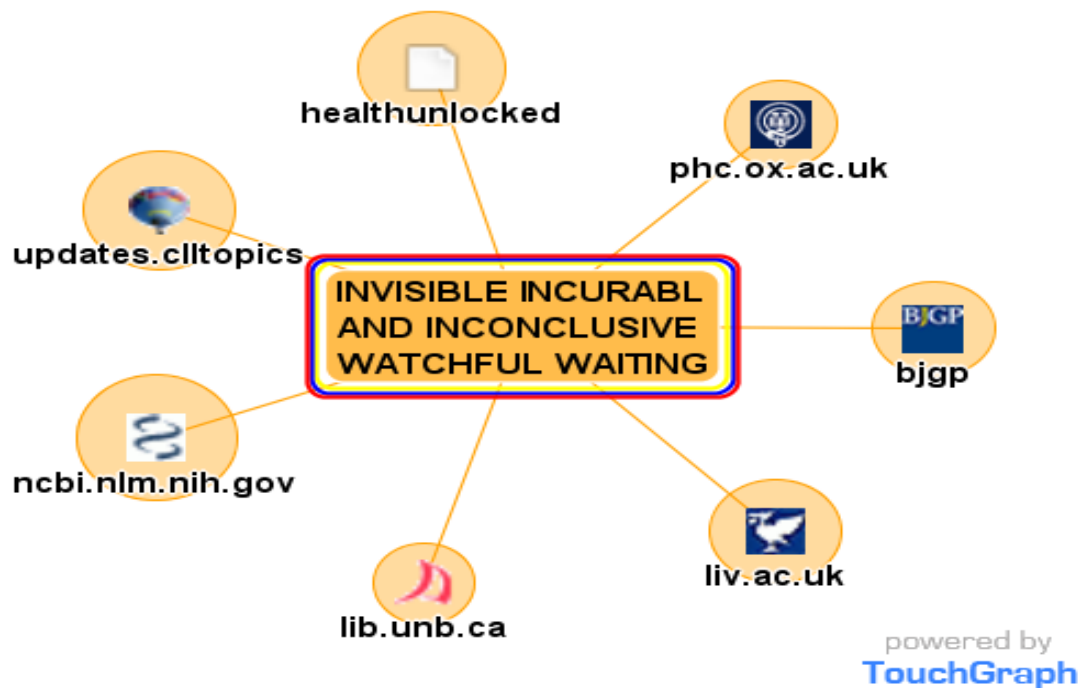 healthunlocked
phc.ox.ac.uk
updates.clltopics
INVISIBLE INCURABL
AND INCONCLUSIVE
WATCHFUL WAITING
BJGP
bjgp
ncbi.nlm.nih.gov
liv.ac.uk
lib.unb.ca
powered by
TouchGraph